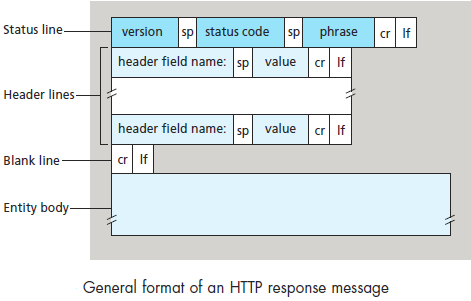 Status line version sp status code sp phrase cr lf
header field name: sp value cr lf
Header lines
header field name: sp value cr lf
Blank line cr lf
Entity body
General format of an HTTP response message